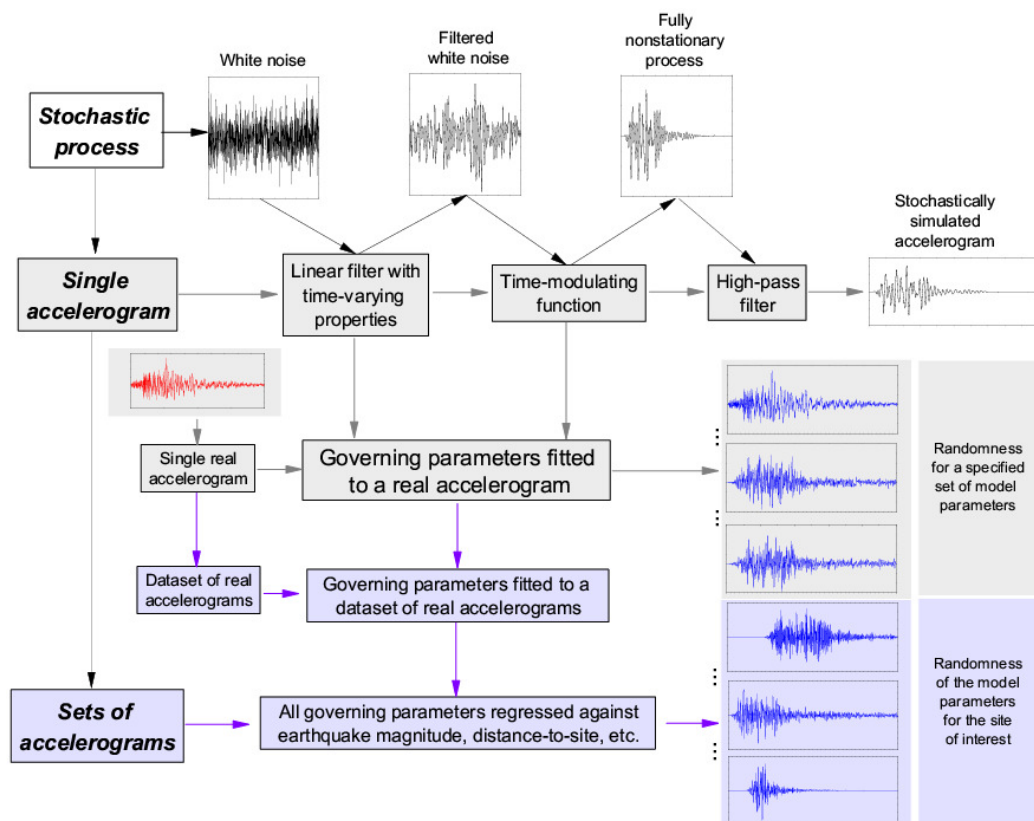 White noise
Filtered
white noise
Fully
nonstationary
process
Stochastic
process
Stochastically
simulated
accelerogram
Single
accelerogram
Linear filter with
time-varying
properties
Time-modulating
function
High-pass
filter
Single real
accelerogram
Governing parameters fitted
to a real accelerogram
Randomness
for a specified
set of model
parameters
Dataset of real
accelerograms
Governing parameters fitted to a
dataset of real accelerograms
Sets of
accelerograms
All governing parameters regressed against
earthquake magnitude, distance-to-site, etc.
Randomness
of the model
parameters
for the site
of interest